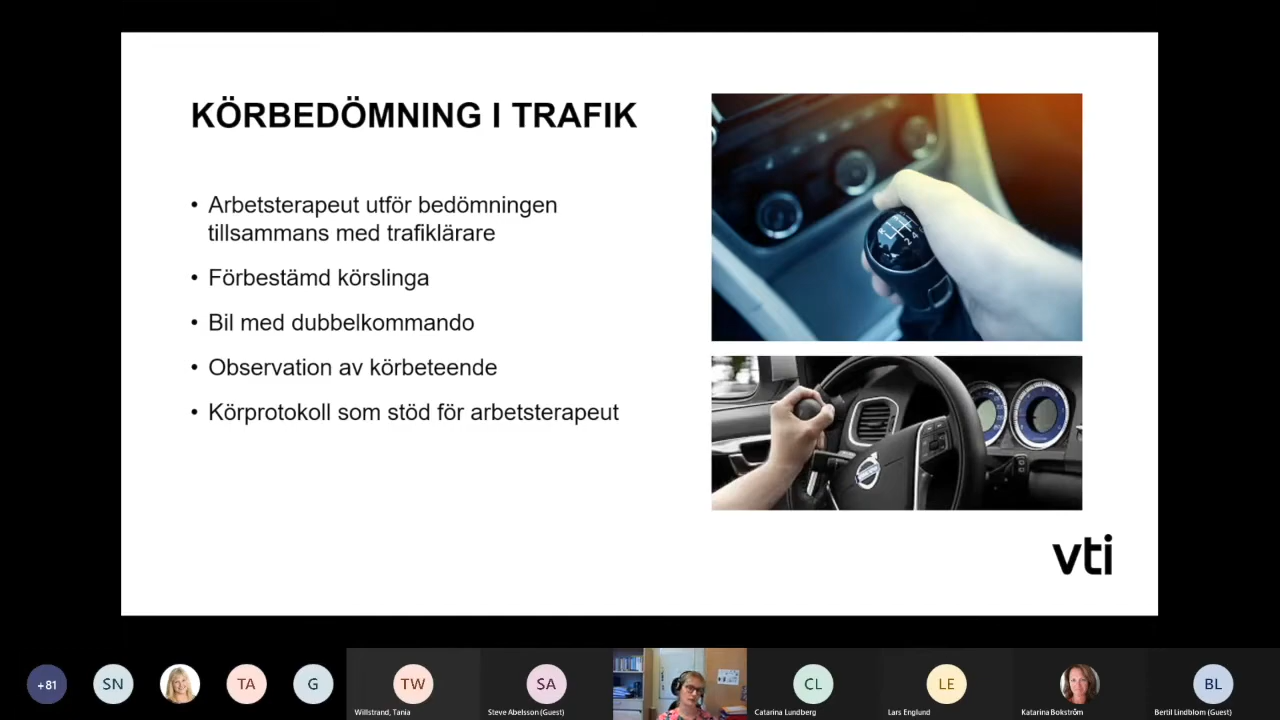 KÖRBEDÖMNING I TRAFIK
• Arbetsterapeut utför bedömningen
tillsammans med trafiklärare
• Förbestämd körslinga
• Bil med dubbelkommando
• Observation av körbeteende
• Körprotokoll som stöd för arbetsterapeut
vti
+81
SN
TA
G
TW
SA
CL
LE
BL
Willstrand, Tania
Steve Abelsson (Guest)
Catarina Lundberg
Lars Englund
Katarina Bokström
Bertil Lindblom (Guest)